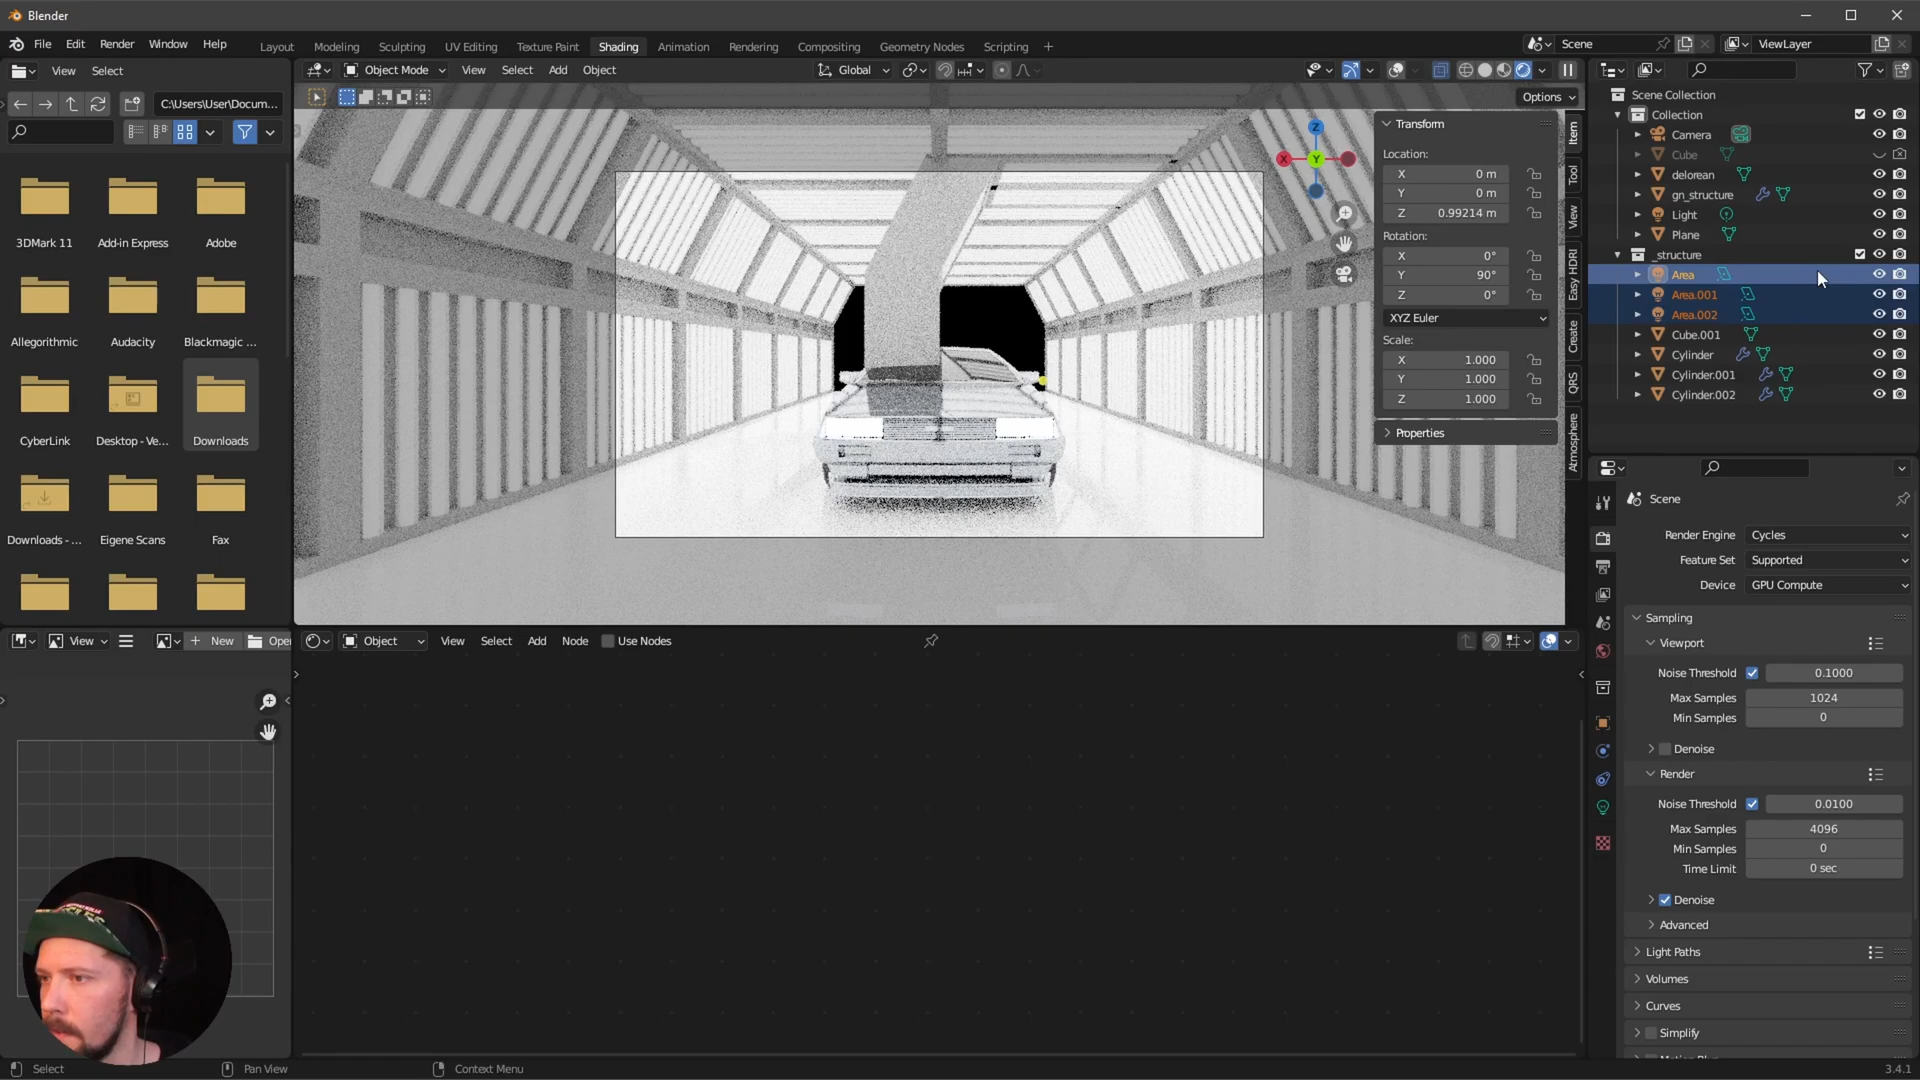 Blender
File Edit Render Window Help
Layout Modeling Sculpting UV Editing Texture Paint Shading Animation Rendering Compositing Geometry Nodes Scripting +
Scene
ViewLayer
View Select
Object Mode View Select Add Object
Global
C:\Users\User\Docum...
Options
3DMark 11
Add-in Express
Adobe
Allegorithmic
Audacity
Blackmagic ...
CyberLink
Desktop - Ve...
Downloads
Downloads - ...
Eigene Scans
Fax
Z
X
Y
Transform
Location:
X 0 m
Y 0 m
Z 0.99214 m
Rotation:
X 0°
Y 90°
Z 0°
XYZ Euler
Scale:
X 1.000
Y 1.000
Z 1.000
Properties
Item
Tool
View
Easy HDRI
Create
QRS
Atmosphere
Scene Collection
Collection
Camera
Cube
delorean
gn_structure
Light
Plane
_structure
Area
Area.001
Area.002
Cube.001
Cylinder
Cylinder.001
Cylinder.002
Scene
Render Engine Cycles
Feature Set Supported
Device GPU Compute
Sampling
Viewport
Noise Threshold 0.1000
Max Samples 1024
Min Samples 0
Denoise
Render
Noise Threshold 0.0100
Max Samples 4096
Min Samples 0
Time Limit 0 sec
Denoise
Advanced
Light Paths
Volumes
Curves
Simplify
View + New Ope
Object View Select Add Node Use Nodes
Select
Pan View
Context Menu
3.4.1